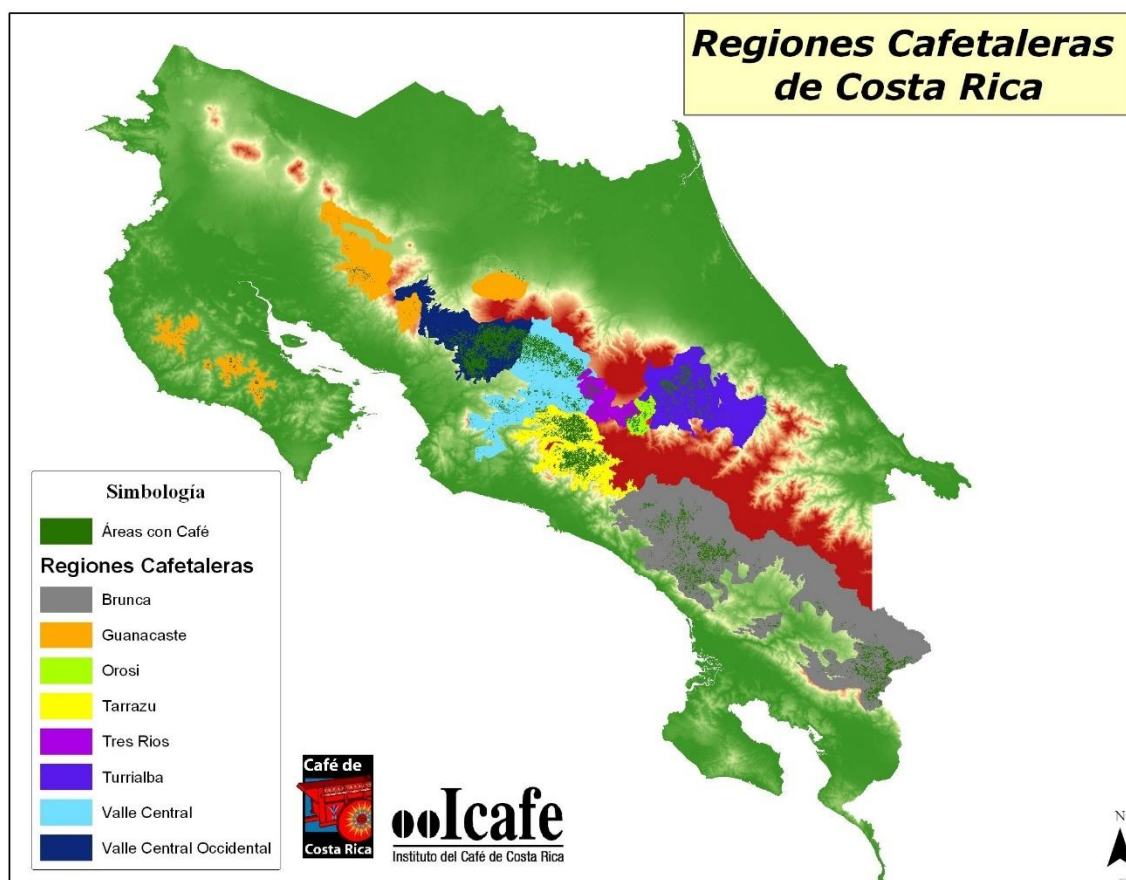 Regiones Cafetaleras
de Costa Rica
Simbología
Áreas con Café
Regiones Cafetaleras
Brunca
Guanacaste
Orosi
Tarrazu
Tres Rios
Turrialba
Valle Central
Valle Central Occidental
Café de
Costa Rica
Icafe
Instituto del Café de Costa Rica
N